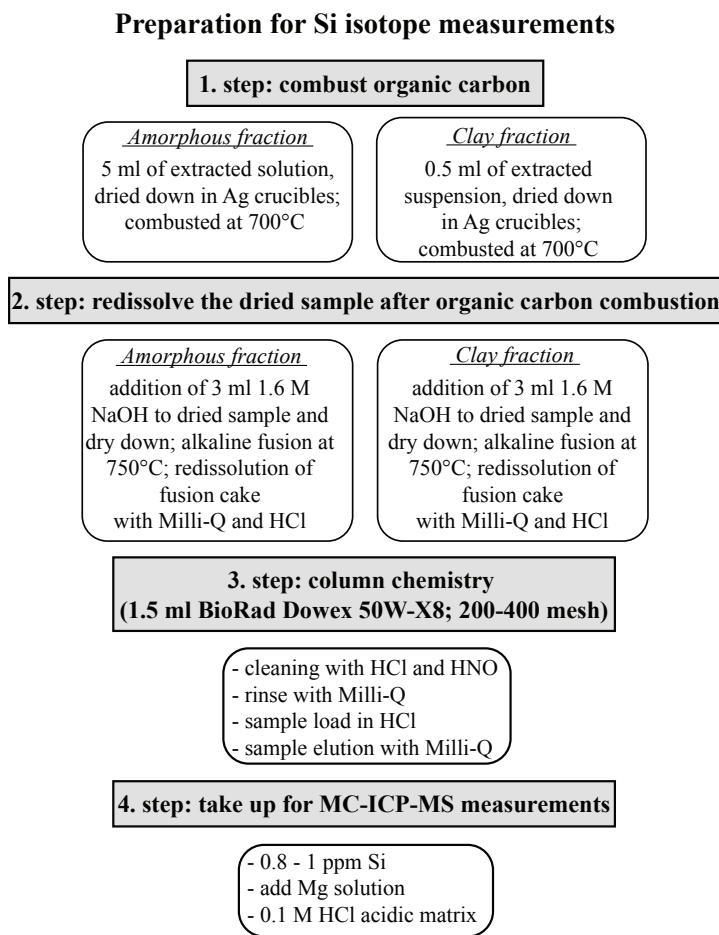 Preparation for Si isotope measurements
1. step: combust organic carbon
Amorphous fraction
5 ml of extracted solution,
dried down in Ag crucibles;
combusted at 700°C
Clay fraction
0.5 ml of extracted
suspension, dried down
in Ag crucibles;
combusted at 700°C
2. step: redissolve the dried sample after organic carbon combustion
Amorphous fraction
addition of 3 ml 1.6 M
NaOH to dried sample and
dry down; alkaline fusion at
750°C; redissolution of
fusion cake
with Milli-Q and HCl
Clay fraction
addition of 3 ml 1.6 M
NaOH to dried sample and
dry down; alkaline fusion at
750°C; redissolution of
fusion cake
with Milli-Q and HCl
3. step: column chemistry
(1.5 ml BioRad Dowex 50W-X8; 200-400 mesh)
- cleaning with HCl and HNO
- rinse with Milli-Q
- sample load in HCl
- sample elution with Milli-Q
4. step: take up for MC-ICP-MS measurements
- 0.8 - 1 ppm Si
- add Mg solution
- 0.1 M HCl acidic matrix